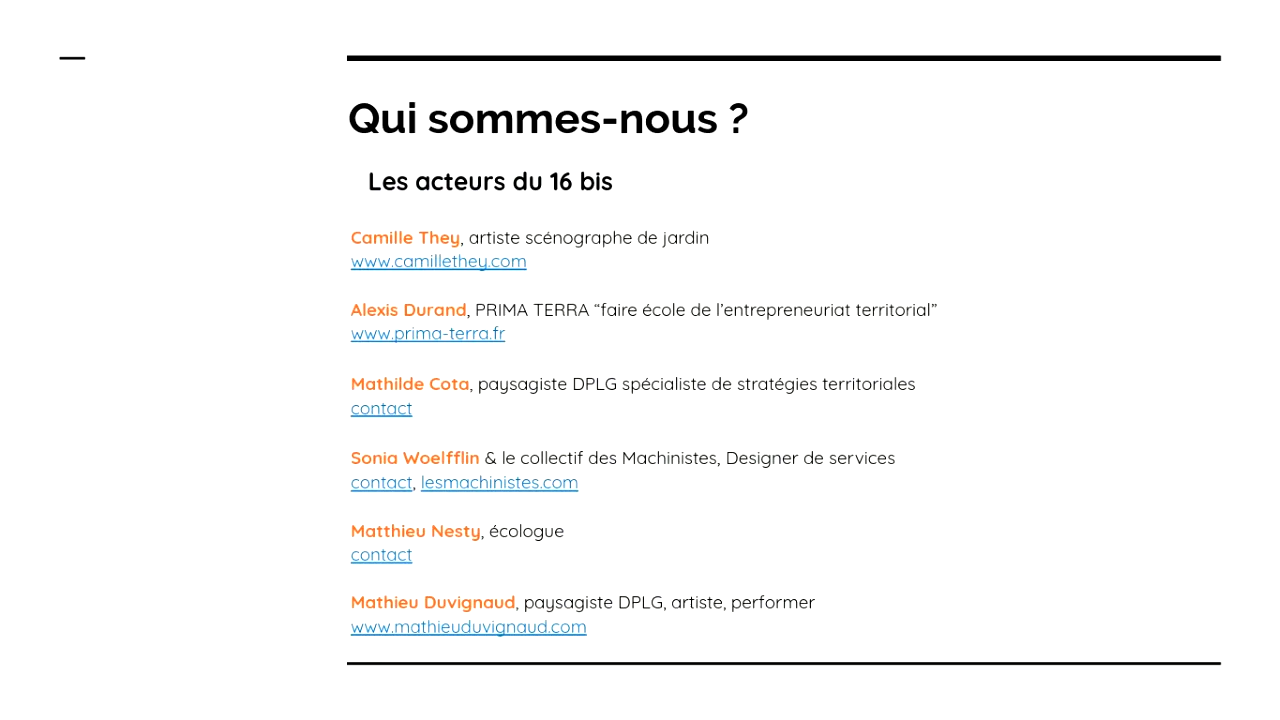 Qui sommes-nous ?
Les acteurs du 16 bis
Camille They, artiste scénographe de jardin
www.camillethey.com
Alexis Durand, PRIMA TERRA “faire école de l’entrepreneuriat territorial”
www.prima-terra.fr
Mathilde Cota, paysagiste DPLG spécialiste de stratégies territoriales
contact
Sonia Woelfflin & le collectif des Machinistes, Designer de services
contact, lesmachinistes.com
Matthieu Nesty, écologue
contact
Mathieu Duvignaud, paysagiste DPLG, artiste, performer
www.mathieuduvignaud.com